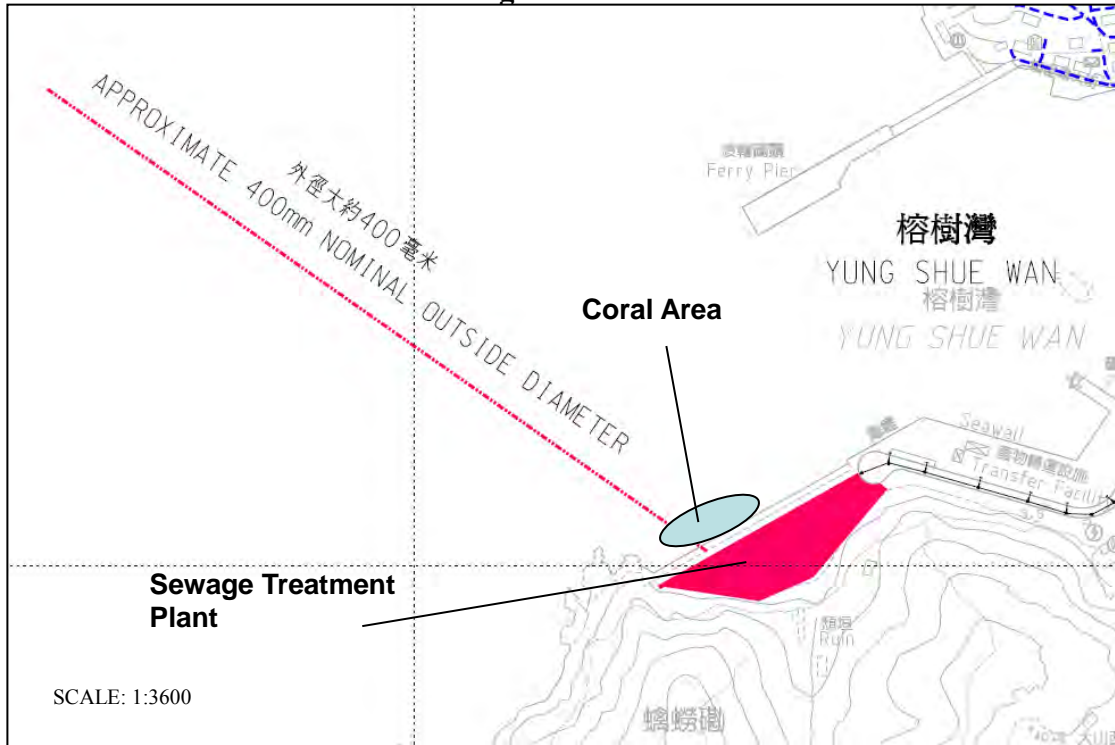 外徑大約400毫米
APPROXIMATE 400mm NOMINAL OUTSIDE DIAMETER
Ferry Pier
榕樹灣
YUNG SHUE WAN
榕樹灣
YUNG SHUE WAN
Coral Area
Seawall
Transfer Facili
Sewage Treatment
Plant
Ruin
SCALE: 1:3600